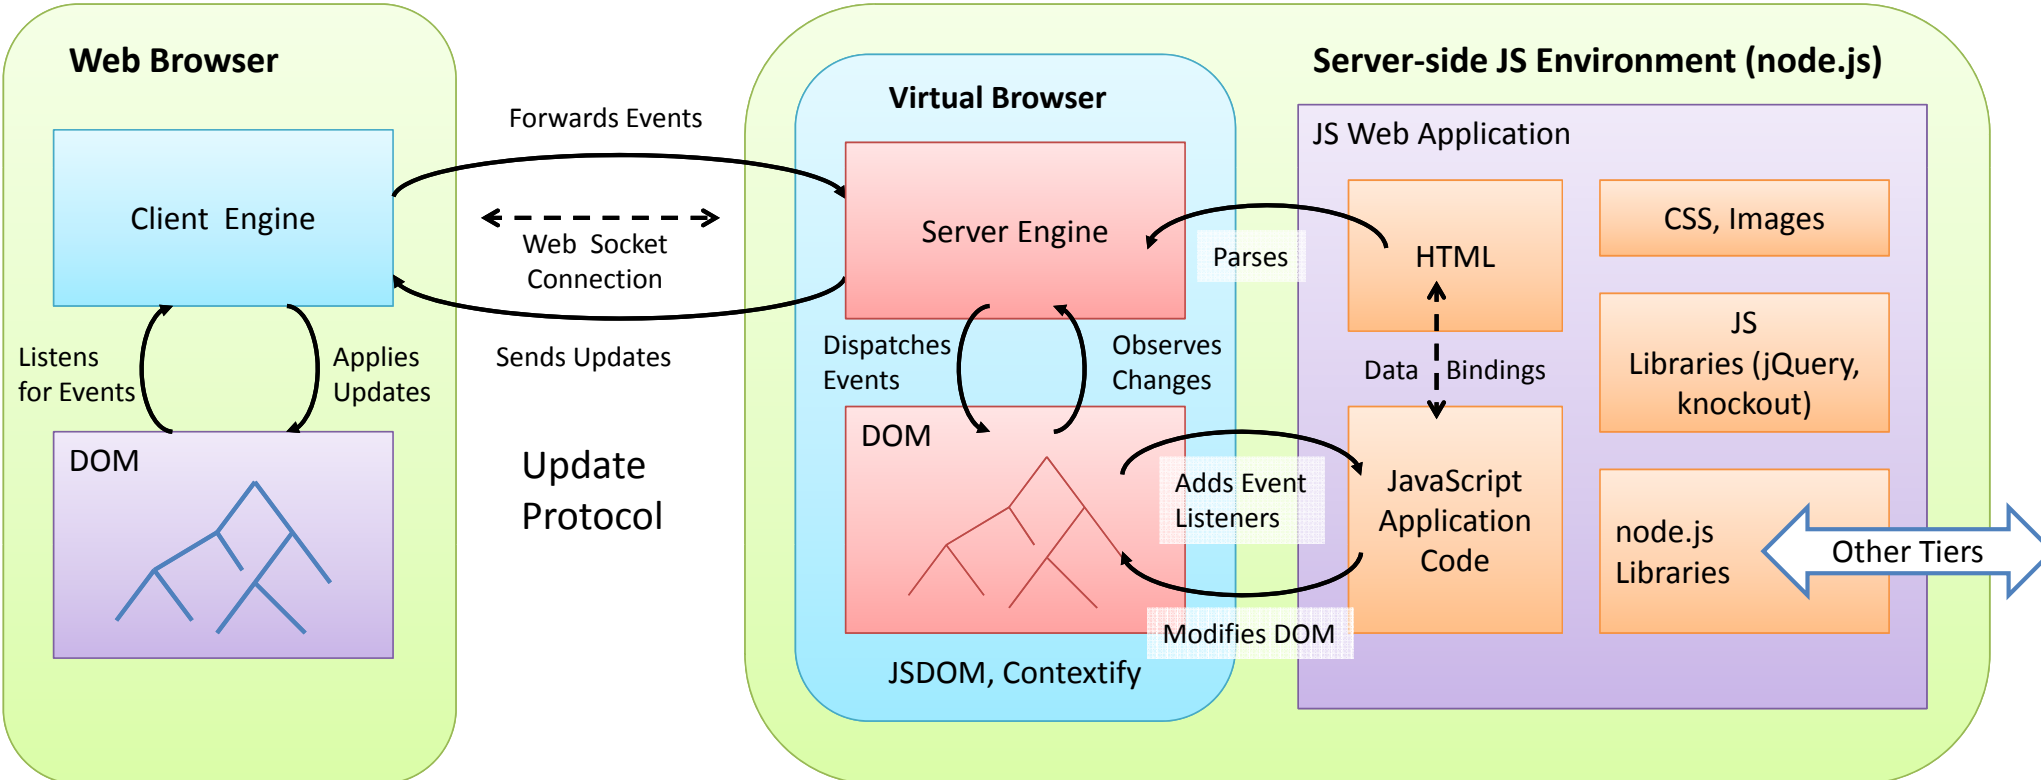 Web Browser
Client  Engine
Listens
for Events
Applies
Updates
DOM
Forwards Events
Web  Socket
Connection
Sends Updates
Update
Protocol
Server-side JS Environment (node.js)
Virtual Browser
Server Engine
Dispatches
Events
Observes
Changes
DOM
JSDOM, Contextify
Parses
Adds Event
Listeners
Modifies DOM
JS Web Application
HTML
Data
Bindings
JavaScript
Application
Code
CSS, Images
JS
Libraries (jQuery,
knockout)
node.js
Libraries
Other Tiers